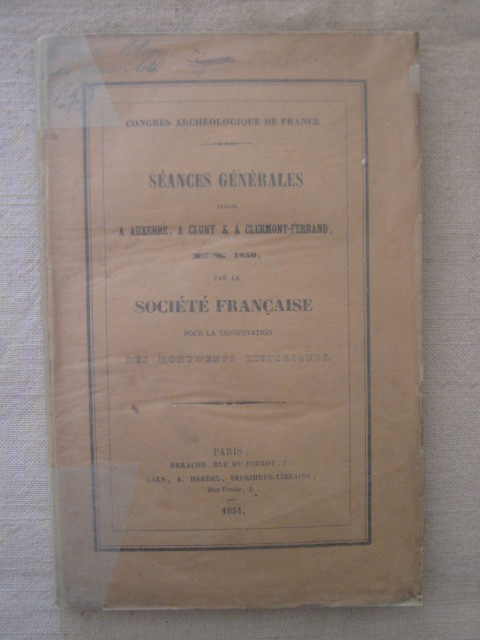 CONGRÈS ARCHÉOLOGIQUE DE FRANCE
SÉANCES GÉNÉRALES
TENUES
A AUXERRE, A CLUNY & A CLERMONT-FERRAND,
EN 1850,
PAR LA
SOCIÉTÉ FRANÇAISE
POUR LA CONSERVATION
DES MONUMENTS HISTORIQUES.
PARIS,
DERACHE, RUE DU BOULOY, 7
CAEN, A. HARDEL, IMPRIMEUR-LIBRAIRE,
Rue Froide, 2.
1851.